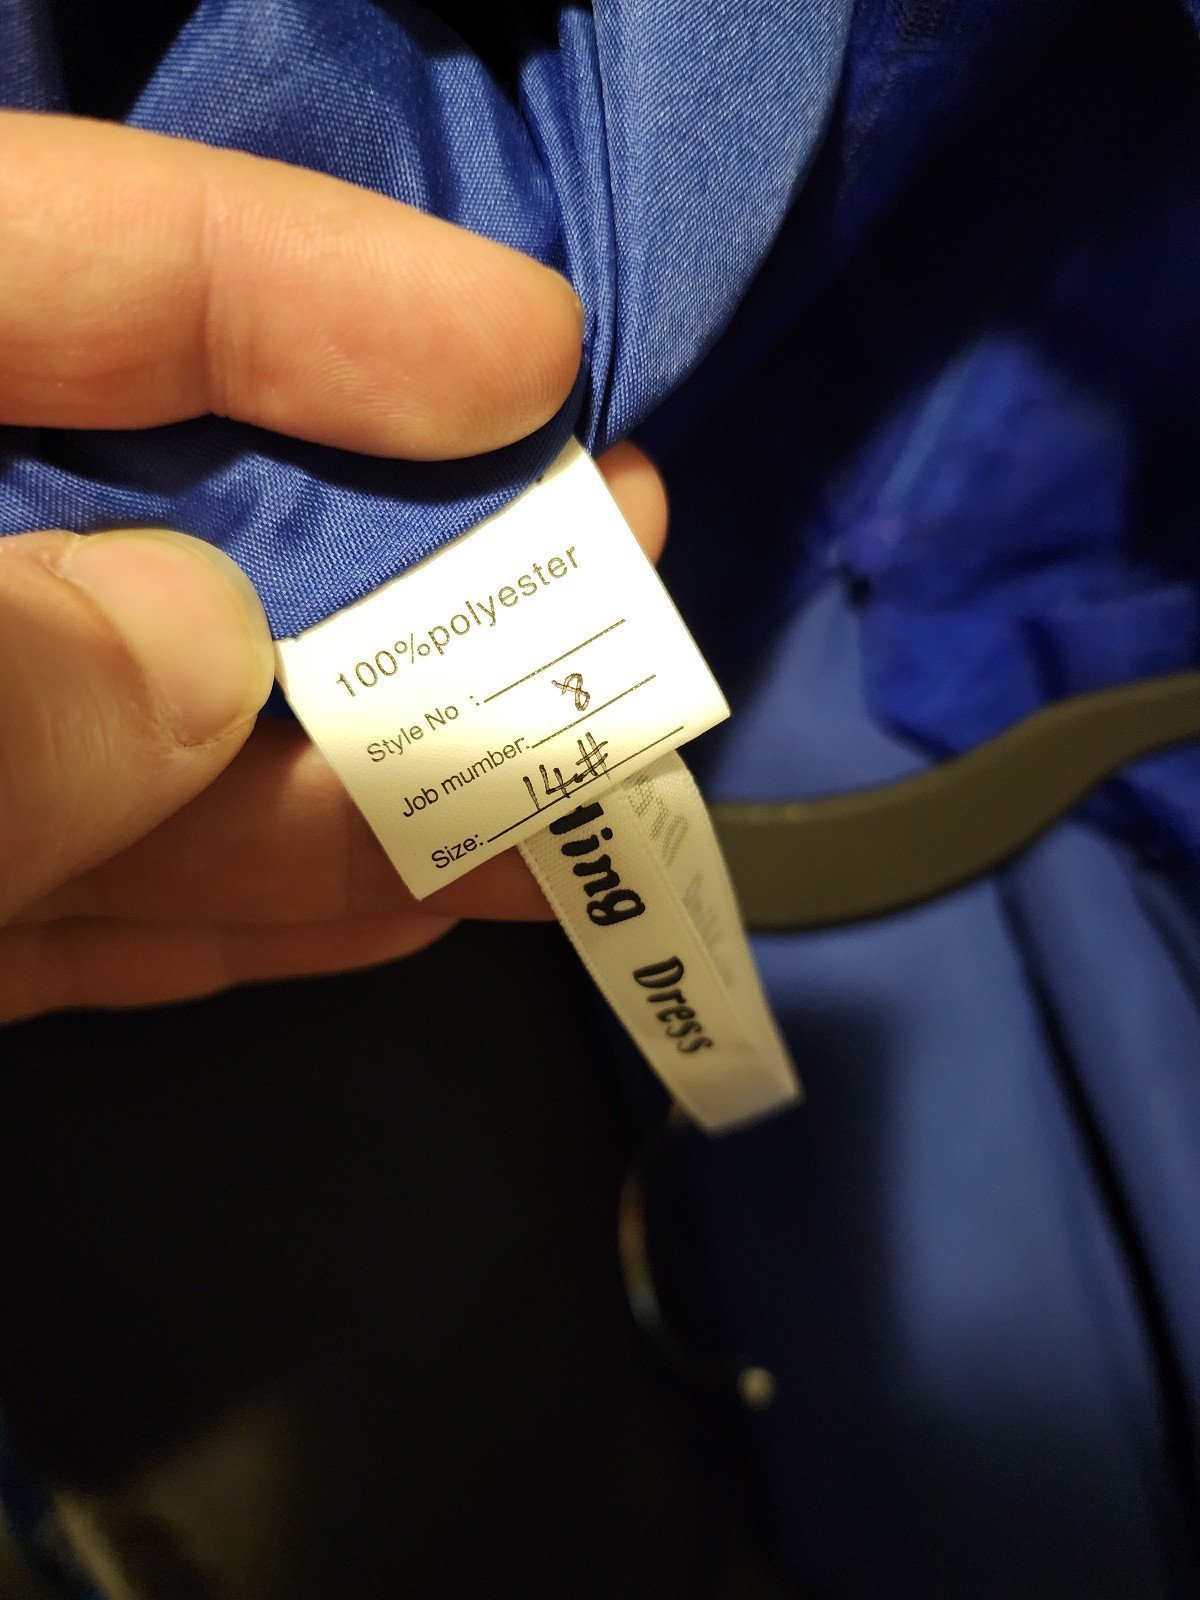 100%polyester
Style No :
Job mumber: 8
Size: 14#
Dress